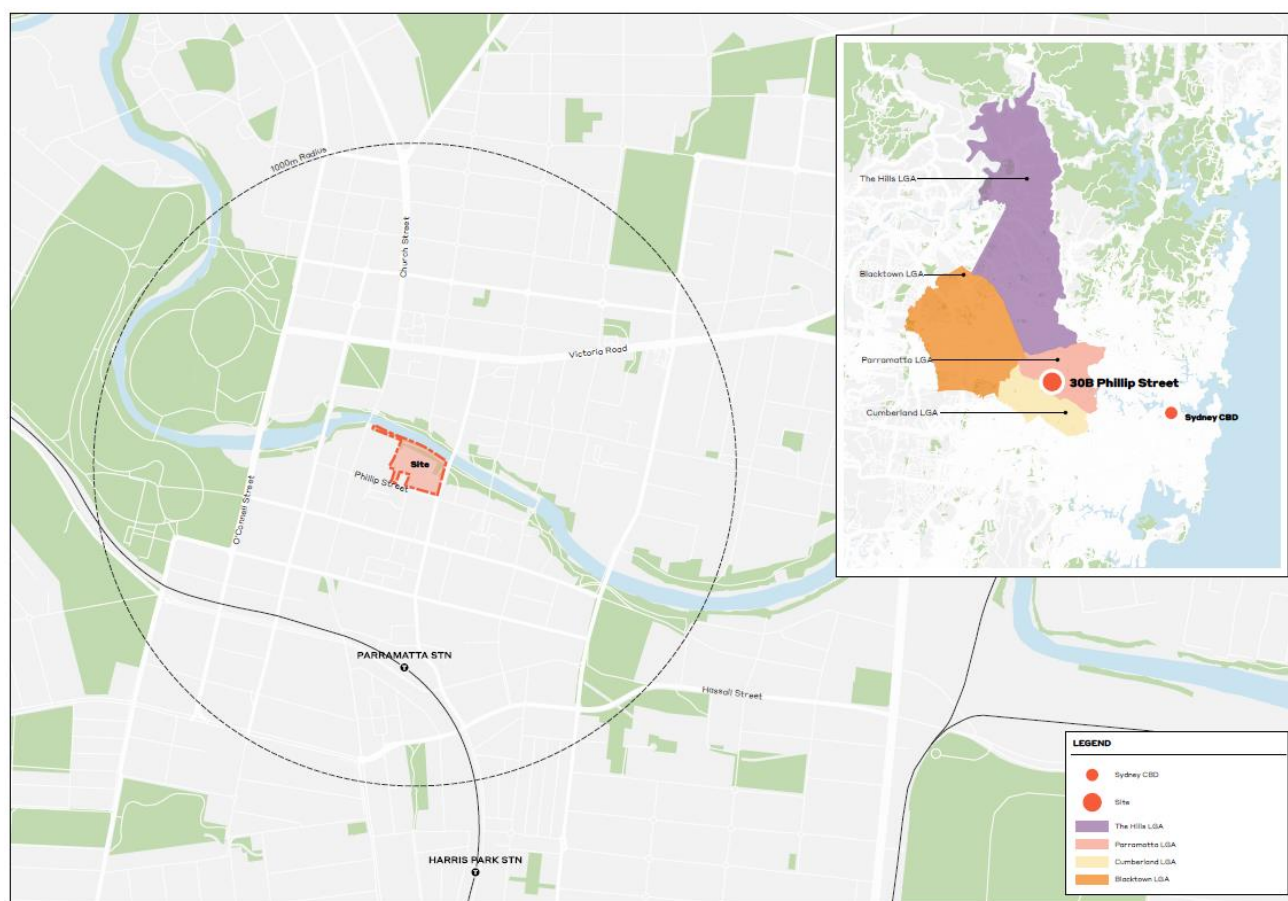 1000m Radius
Church Street
Victoria Road
Site
Phillip Street
O'Connell Street
PARRAMATTA STN
T
Hassall Street
HARRIS PARK STN
T
The Hills LGA
Blacktown LGA
Parramatta LGA
30B Phillip Street
Cumberland LGA
Sydney CBD
LEGEND
Sydney CBD
Site
The Hills LGA
Parramatta LGA
Cumberland LGA
Blacktown LGA